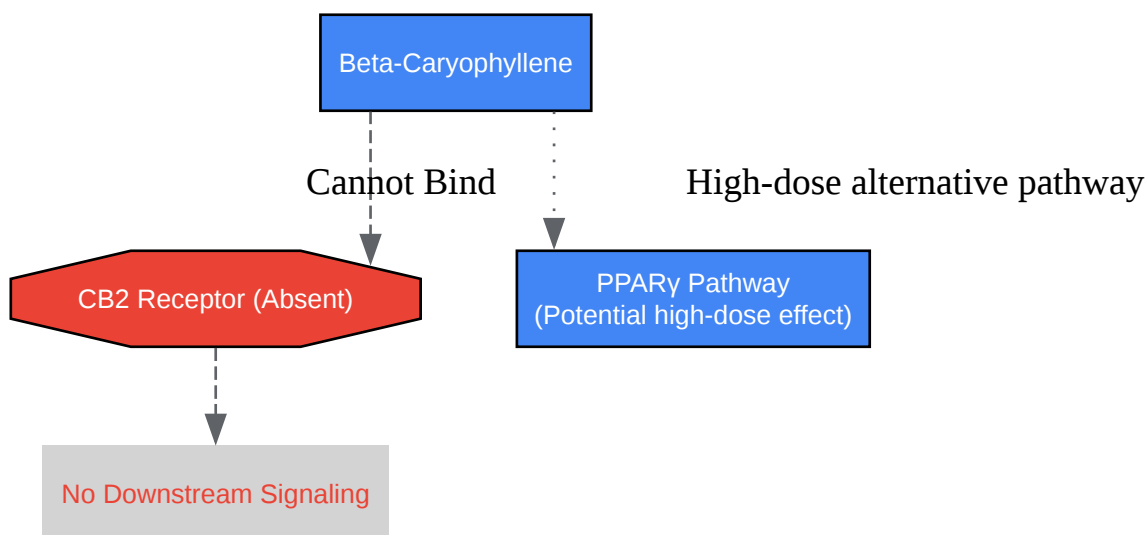 Beta-Caryophyllene
Cannot Bind
High-dose alternative pathway
CB2 Receptor (Absent)
PPARγ Pathway
(Potential high-dose effect)
No Downstream Signaling